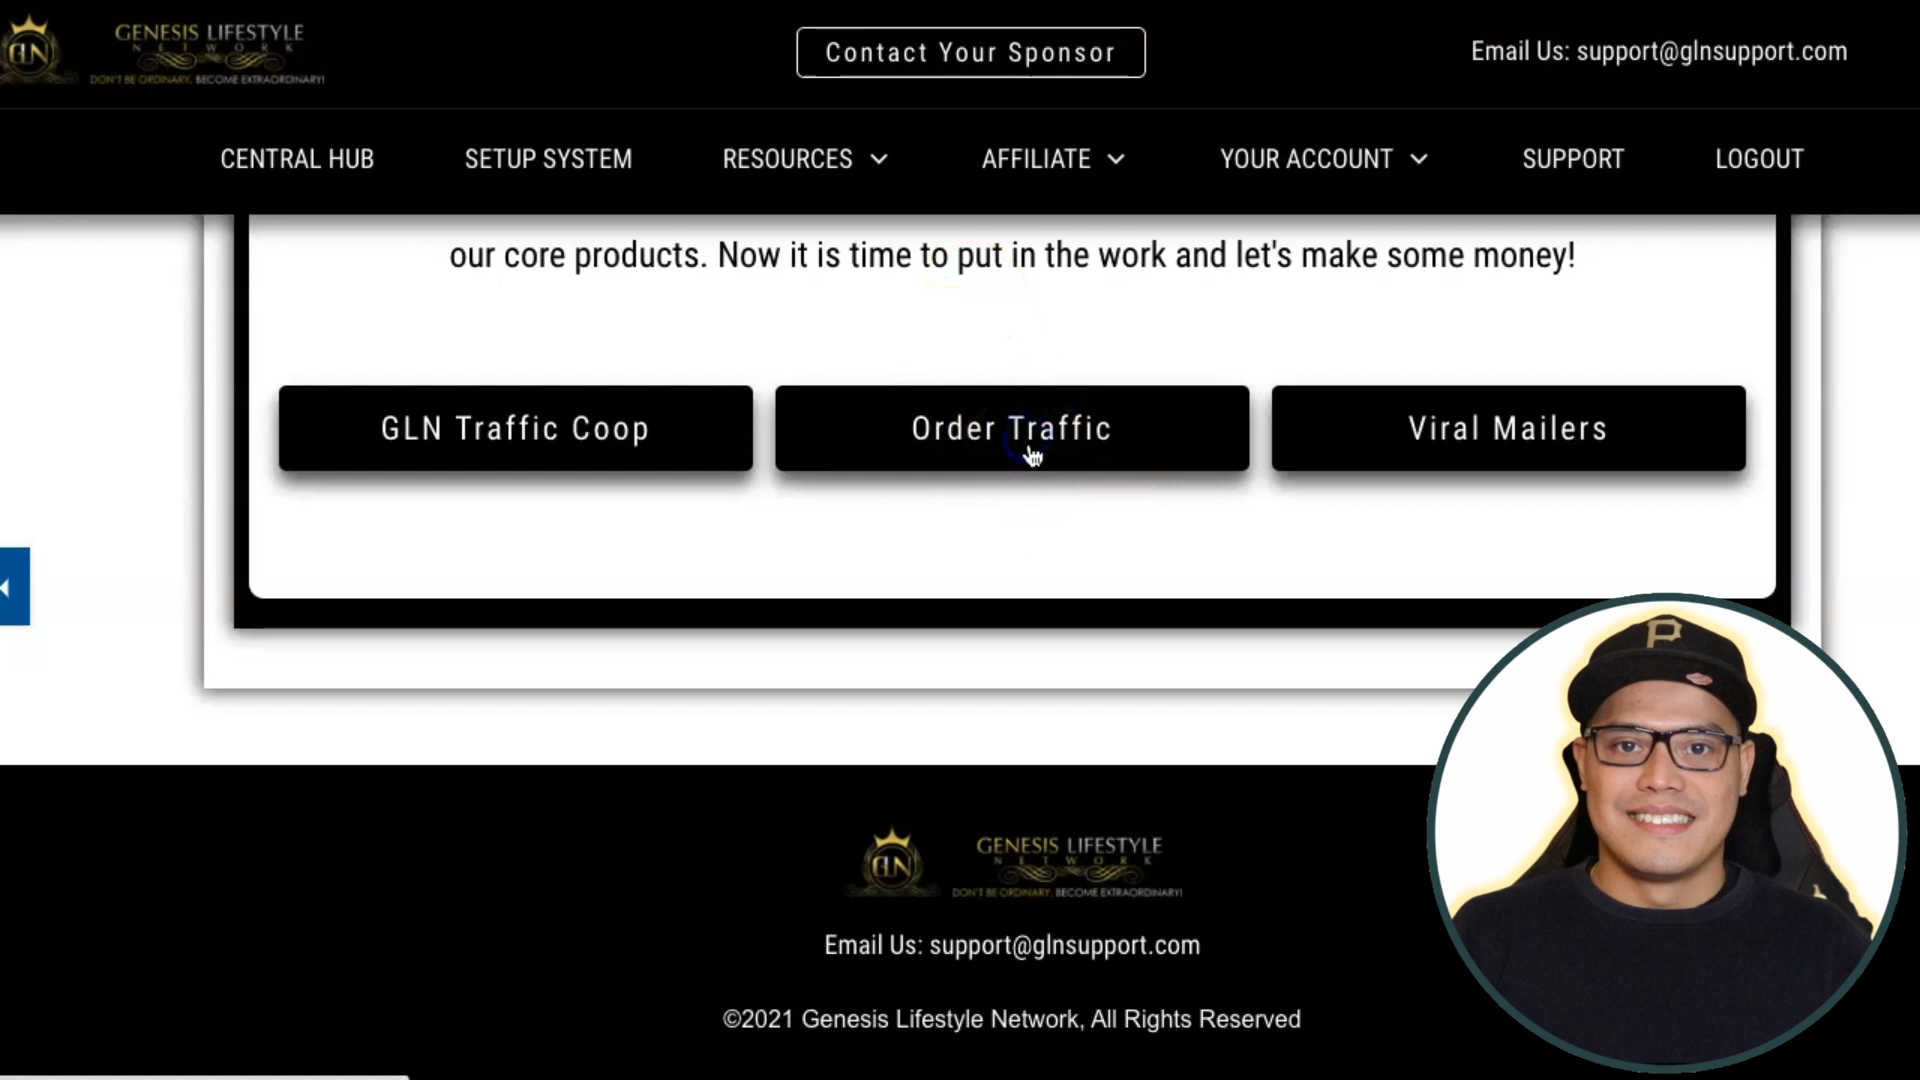 GLN
GENESIS LIFESTYLE
NETWORK
DON'T BE ORDINARY. BECOME EXTRAORDINARY!
Contact Your Sponsor
Email Us: support@glnsupport.com
CENTRAL HUB
SETUP SYSTEM
RESOURCES
AFFILIATE
YOUR ACCOUNT
SUPPORT
LOGOUT
our core products. Now it is time to put in the work and let's make some money!
GLN Traffic Coop
Order Traffic
Viral Mailers
P
GLN
GENESIS LIFESTYLE
NETWORK
DON'T BE ORDINARY. BECOME EXTRAORDINARY!
Email Us: support@glnsupport.com
©2021 Genesis Lifestyle Network, All Rights Reserved